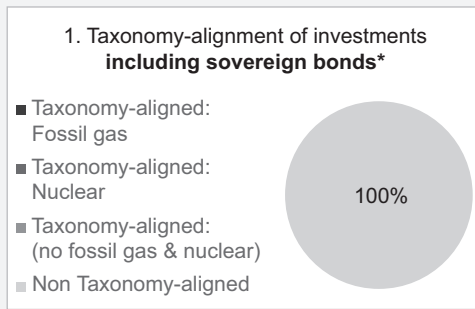 1. Taxonomy-alignment of investments
including sovereign bonds*
Taxonomy-aligned:
Fossil gas
Taxonomy-aligned:
Nuclear
Taxonomy-aligned:
(no fossil gas & nuclear)
Non Taxonomy-aligned
100%